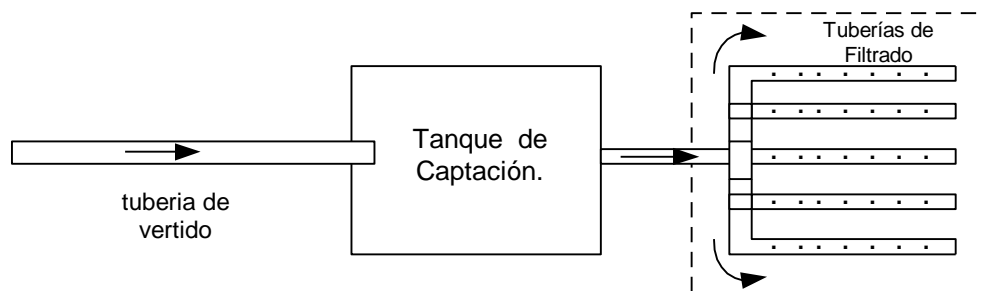 Tuberías de
Filtrado
Tanque de
Captación.
tuberia de
vertido